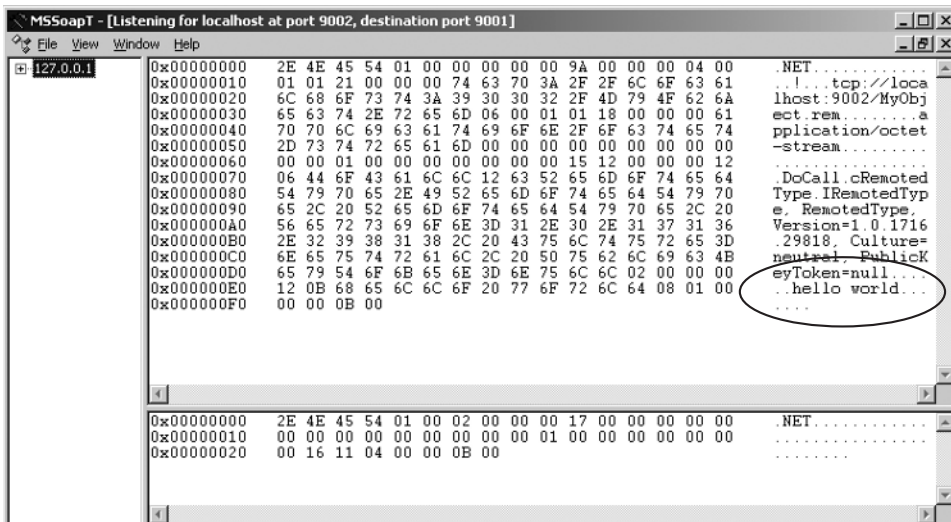 MSSoapT - [Listening for localhost at port 9002, destination port 9001]
File View Window Help
127.0.0.1
0x00000000 2E 4E 45 54 01 00 00 00 00 00 9A 00 00 00 04 00 .NET............
0x00000010 01 01 21 00 00 00 74 63 70 3A 2F 2F 6C 6F 63 61 ..!...tcp://loca
0x00000020 6C 68 6F 73 74 3A 39 30 30 32 2F 4D 79 4F 62 6A lhost:9002/MyObj
0x00000030 65 63 74 2E 72 65 6D 06 00 01 01 18 00 00 00 61 ect.rem........a
0x00000040 70 70 6C 69 63 61 74 69 6F 6E 2F 6F 63 74 65 74 pplication/octet
0x00000050 2D 73 74 72 65 61 6D 00 00 00 00 00 00 00 00 00 -stream.........
0x00000060 00 00 01 00 00 00 00 00 00 00 15 12 00 00 00 12 ................
0x00000070 06 44 6F 43 61 6C 6C 12 63 52 65 6D 6F 74 65 64 .DoCall.cRemoted
0x00000080 54 79 70 65 2E 49 52 65 6D 6F 74 65 64 54 79 70 Type.IRemotedTyp
0x00000090 65 2C 20 52 65 6D 6F 74 65 64 54 79 70 65 2C 20 e, RemotedType,
0x000000A0 56 65 72 73 69 6F 6E 3D 31 2E 30 2E 31 37 31 36 Version=1.0.1716
0x000000B0 2E 32 39 38 31 38 2C 20 43 75 6C 74 75 72 65 3D .29818, Culture=
0x000000C0 6E 65 75 74 72 61 6C 2C 20 50 75 62 6C 69 63 4B neutral, PublicK
0x000000D0 65 79 54 6F 6B 65 6E 3D 6E 75 6C 6C 02 00 00 00 eyToken=null....
0x000000E0 12 0B 68 65 6C 6C 6F 20 77 6F 72 6C 64 08 01 00 ..hello world...
0x000000F0 00 00 0B 00 ....
0x00000000 2E 4E 45 54 01 00 02 00 00 00 17 00 00 00 00 00 .NET............
0x00000010 00 00 00 00 00 00 00 00 00 01 00 00 00 00 00 00 ................
0x00000020 00 16 11 04 00 00 0B 00 ........